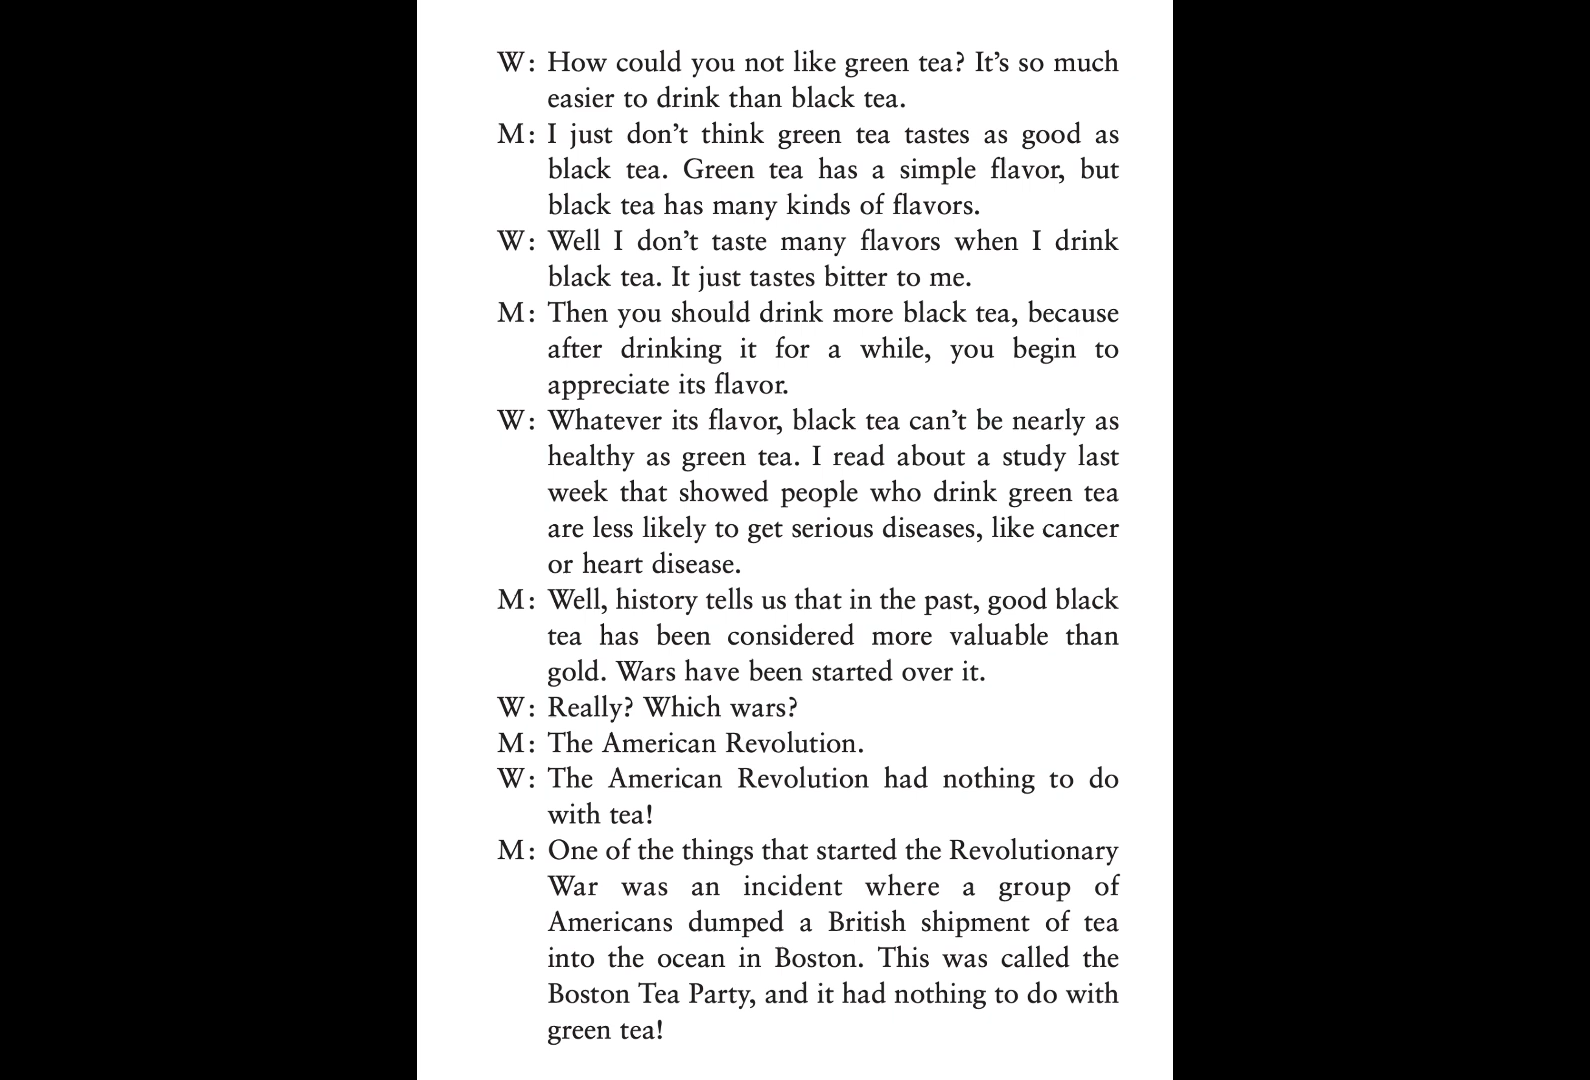 W: How could you not like green tea? It's so much
easier to drink than black tea.
M: I just don't think green tea tastes as good as
black tea. Green tea has a simple flavor, but
black tea has many kinds of flavors.
W: Well I don't taste many flavors when I drink
black tea. It just tastes bitter to me.
M: Then you should drink more black tea, because
after drinking it for a while, you begin to
appreciate its flavor.
W: Whatever its flavor, black tea can't be nearly as
healthy as green tea. I read about a study last
week that showed people who drink green tea
are less likely to get serious diseases, like cancer
or heart disease.
M: Well, history tells us that in the past, good black
tea has been considered more valuable than
gold. Wars have been started over it.
W: Really? Which wars?
M: The American Revolution.
W: The American Revolution had nothing to do
with tea!
M: One of the things that started the Revolutionary
War was an incident where a group of
Americans dumped a British shipment of tea
into the ocean in Boston. This was called the
Boston Tea Party, and it had nothing to do with
green tea!